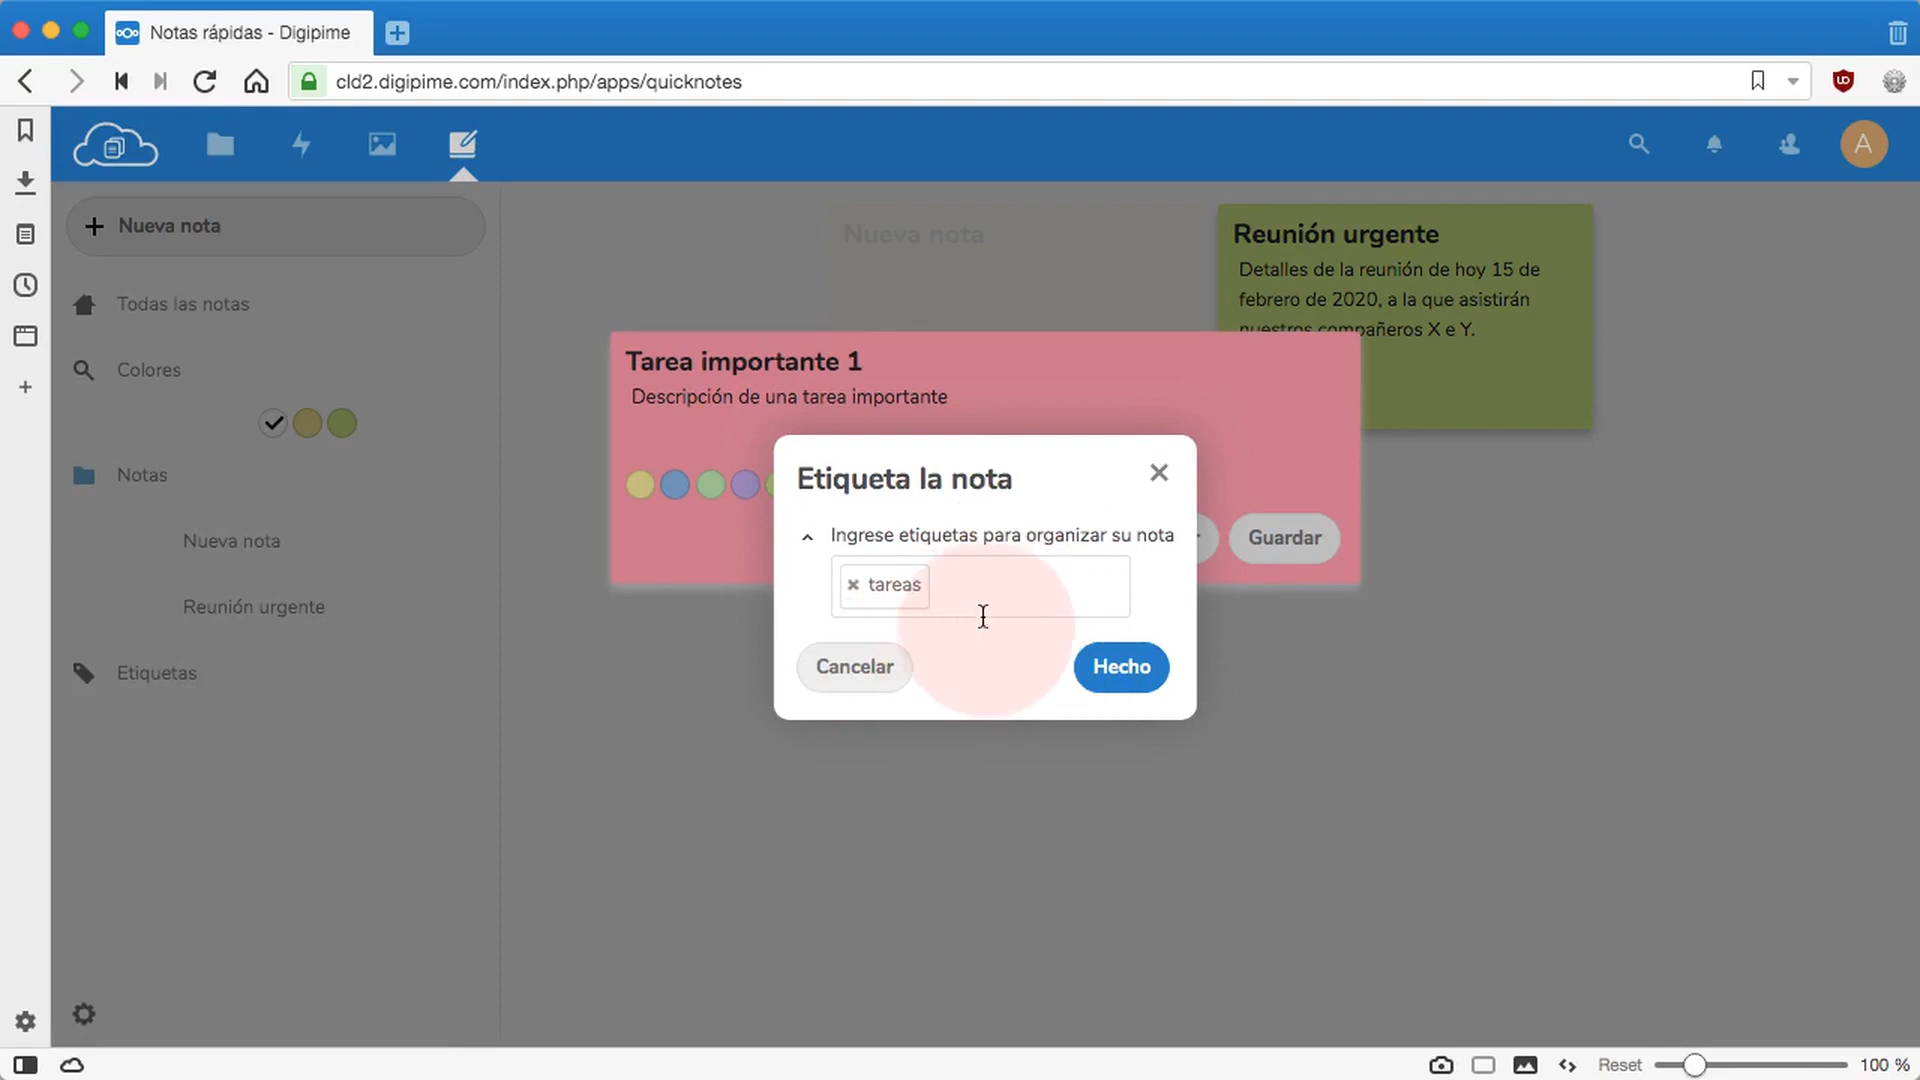 Notas rápidas - Digipime
cld2.digipime.com/index.php/apps/quicknotes
A
Nueva nota
Todas las notas
Colores
Notas
Nueva nota
Reunión urgente
Etiquetas
Nueva nota
Reunión urgente
Detalles de la reunión de hoy 15 de
febrero de 2020, a la que asistirán
nuestros compañeros X e Y.
Tarea importante 1
Descripción de una tarea importante
Guardar
Etiqueta la nota
Ingrese etiquetas para organizar su nota
tareas
Cancelar
Hecho
Reset
100 %